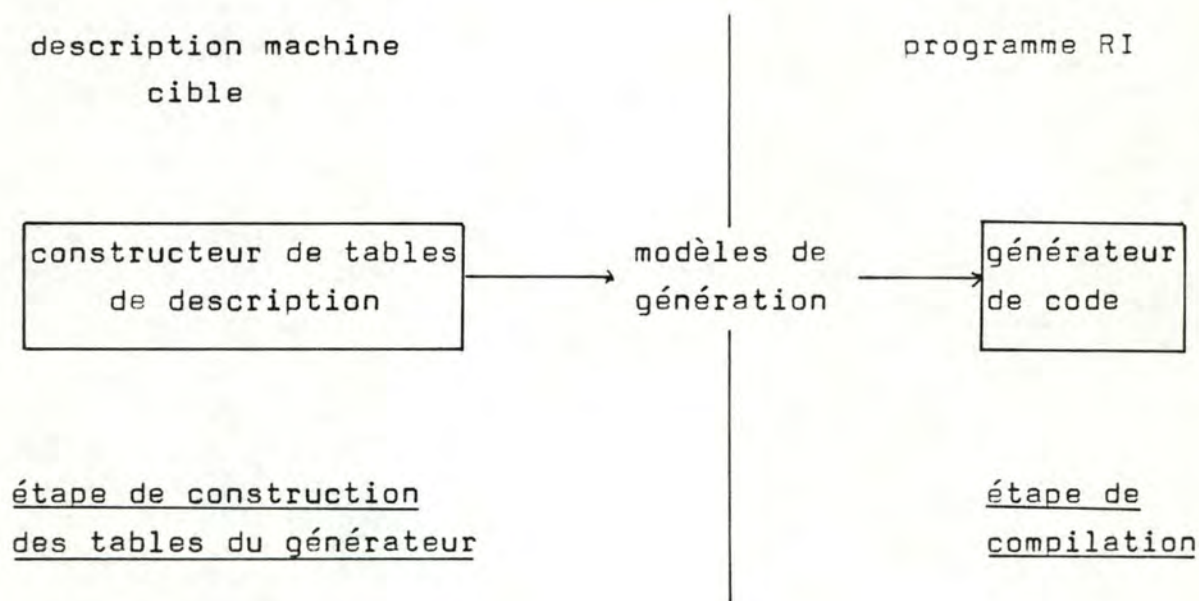 description machine
cible
programme RI
constructeur de tables
de description
modèles de
génération
générateur
de code
étape de construction
des tables du générateur
étape de
compilation